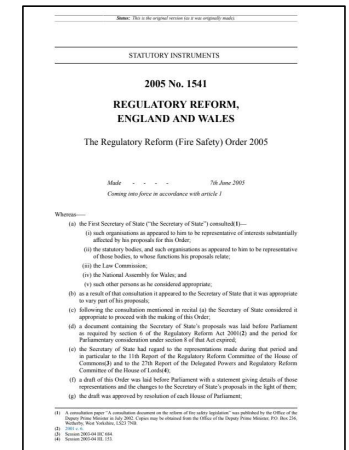 Status: This is the original version (as it was originally made).
STATUTORY INSTRUMENTS
2005 No. 1541
REGULATORY REFORM,
ENGLAND AND WALES
The Regulatory Reform (Fire Safety) Order 2005
Made - - - - 7th June 2005
Coming into force in accordance with article 1
Whereas—
(a) the First Secretary of State (“the Secretary of State”) consulted(1)—
(i) such organisations as appeared to him to be representative of interests substantially
affected by his proposals for this Order;
(ii) the statutory bodies, and such organisations as appeared to him to be representative
of those bodies, to whose functions his proposals relate;
(iii) the Law Commission;
(iv) the National Assembly for Wales; and
(v) such other persons as he considered appropriate;
(b) as a result of that consultation it appeared to the Secretary of State that it was appropriate
to vary part of his proposals;
(c) following the consultation mentioned in recital (a) the Secretary of State considered it
appropriate to proceed with the making of this Order;
(d) a document containing the Secretary of State’s proposals was laid before Parliament
as required by section 6 of the Regulatory Reform Act 2001(2) and the period for
Parliamentary consideration under section 8 of that Act expired;
(e) the Secretary of State had regard to the representations made during that period and
in particular to the 11th Report of the Regulatory Reform Committee of the House of
Commons(3) and to the 27th Report of the Delegated Powers and Regulatory Reform
Committee of the House of Lords(4);
(f) a draft of this Order was laid before Parliament with a statement giving details of those
representations and the changes to the Secretary of State’s proposals in the light of them;
(g) the draft was approved by resolution of each House of Parliament;
(1) A consultation paper “A consultation document on the reform of fire safety legislation” was published by the Office of the
Deputy Prime Minister in July 2002. Copies may be obtained from the Office of the Deputy Prime Minister, P.O. Box 236,
Wetherby, West Yorkshire, LS23 7NB.
(2) 2001 c. 6.
(3) Session 2003-04 HC 684.
(4) Session 2003-04 HL 153.